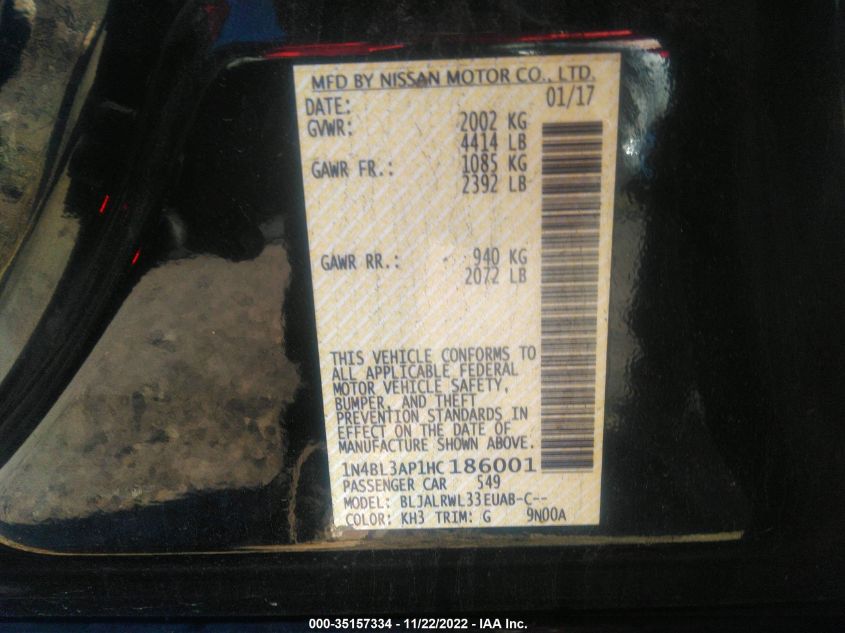 MFD BY NISSAN MOTOR CO., LTD.
DATE: 01/17
GVWR: 2002 KG
4414 LB
GAWR FR.: 1085 KG
2392 LB
GAWR RR.: 940 KG
2072 LB
THIS VEHICLE CONFORMS TO
ALL APPLICABLE FEDERAL
MOTOR VEHICLE SAFETY,
BUMPER, AND THEFT
PREVENTION STANDARDS IN
EFFECT ON THE DATE OF
MANUFACTURE SHOWN ABOVE.
1N4BL3AP1HC186001
PASSENGER CAR 549
MODEL: BLJALRWL33EUAB-C--
COLOR: KH3 TRIM: G 9N00A
000-35157334 - 11/22/2022 - IAA Inc.